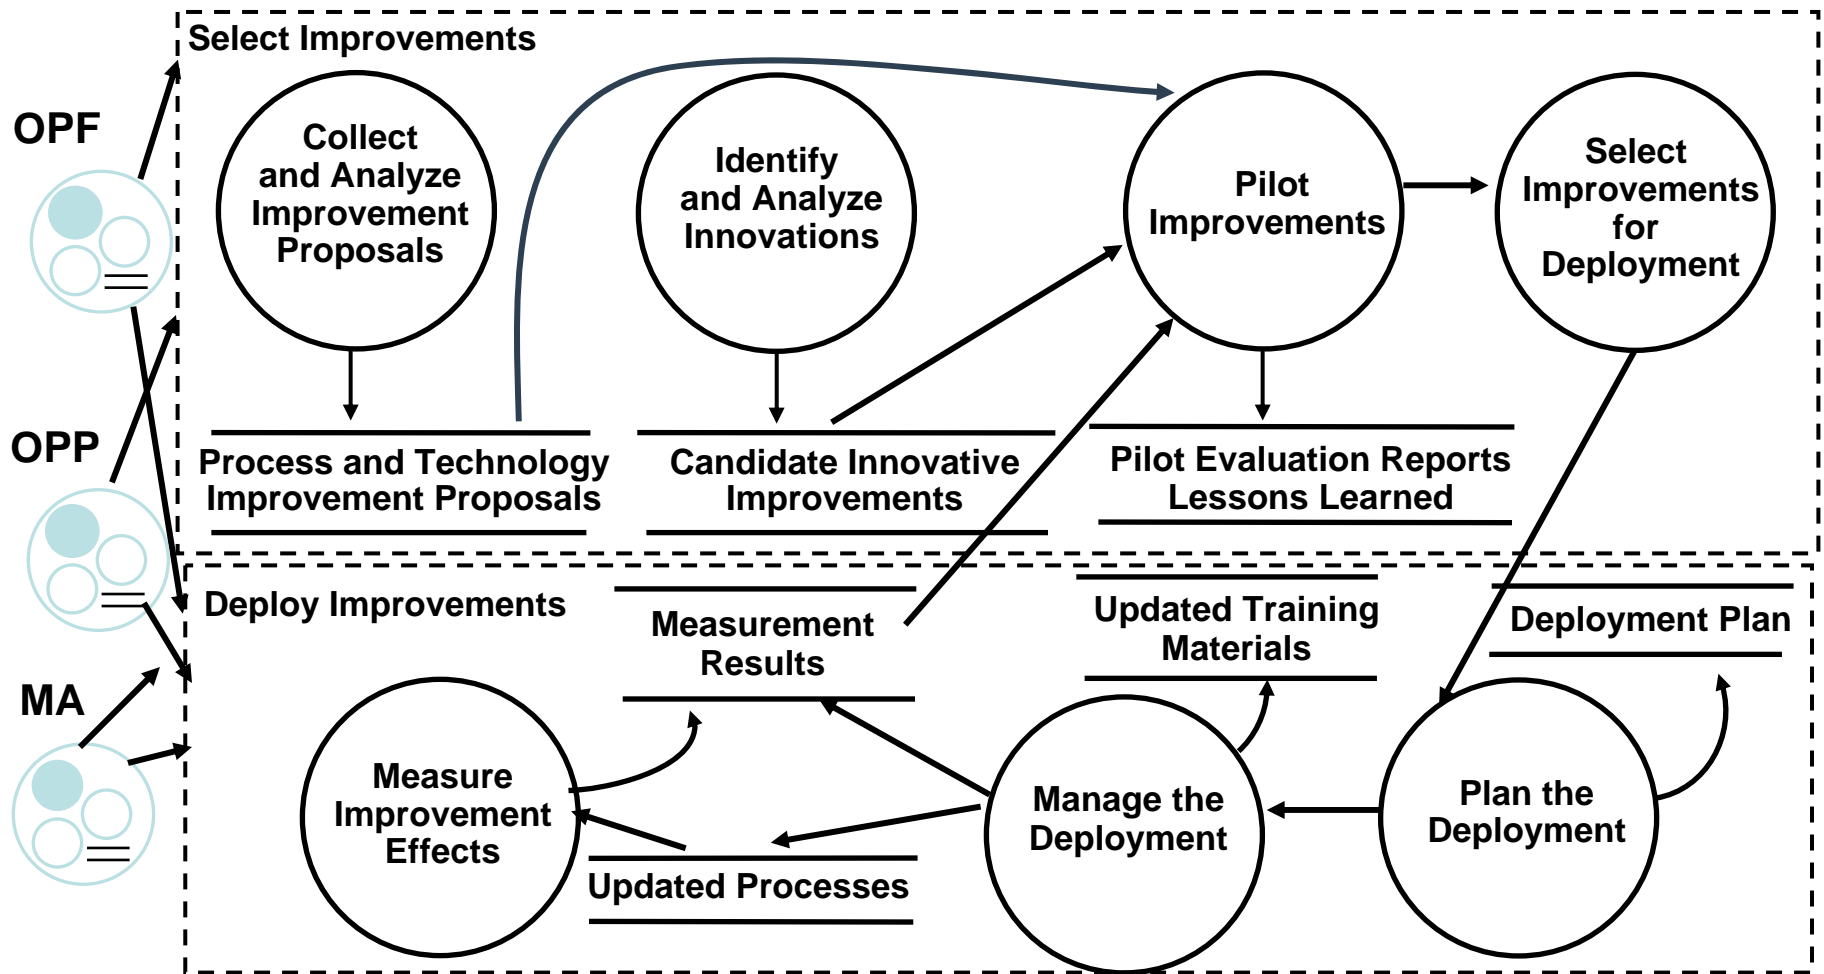 Select Improvements
OPF
Collect
and Analyze
Improvement
Proposals
Identify
and Analyze
Innovations
Pilot
Improvements
Select
Improvements
for
Deployment
OPP
Process and Technology
Improvement Proposals
Candidate Innovative
Improvements
Pilot Evaluation Reports
Lessons Learned
Deploy Improvements
Measurement
Results
Updated Training
Materials
Deployment Plan
MA
Measure
Improvement
Effects
Manage the
Deployment
Plan the
Deployment
Updated Processes